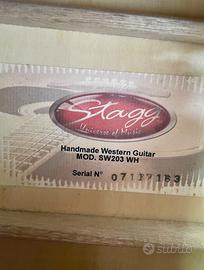 Stagg
Universe of Music
Handmade Western Guitar
MOD. SW203 WH
Serial N°
subito